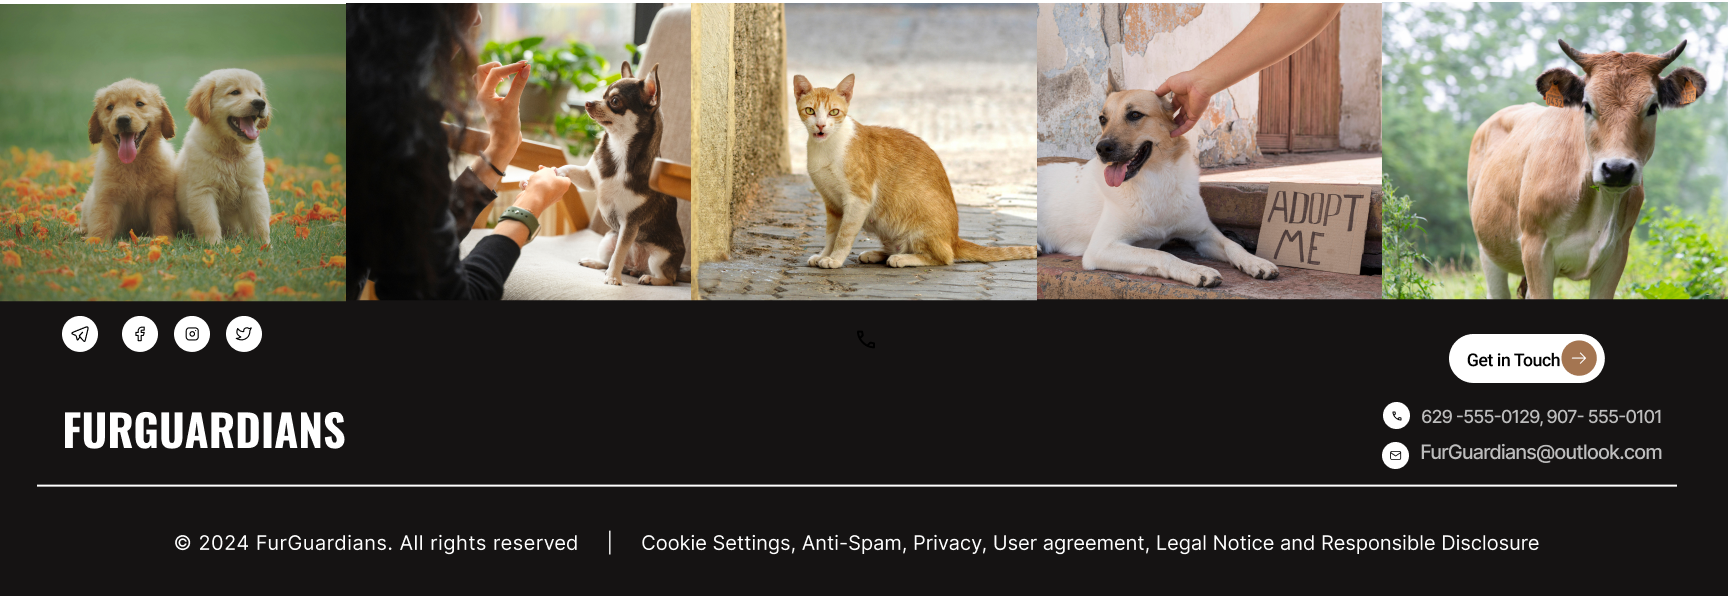 ADOPT
ME
Get in Touch
FURGUARDIANS
629 -555-0129, 907- 555-0101
FurGuardians@outlook.com
© 2024 FurGuardians. All rights reserved | Cookie Settings, Anti-Spam, Privacy, User agreement, Legal Notice and Responsible Disclosure